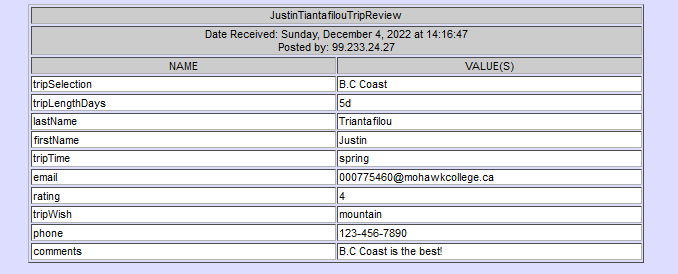 JustinTiantafilouTripReview
Date Received: Sunday, December 4, 2022 at 14:16:47
Posted by: 99.233.24.27
NAME VALUE(S)
tripSelection B.C Coast
tripLengthDays 5d
lastName Triantafilou
firstName Justin
tripTime spring
email 000775460@mohawkcollege.ca
rating 4
tripWish mountain
phone 123-456-7890
comments B.C Coast is the best!